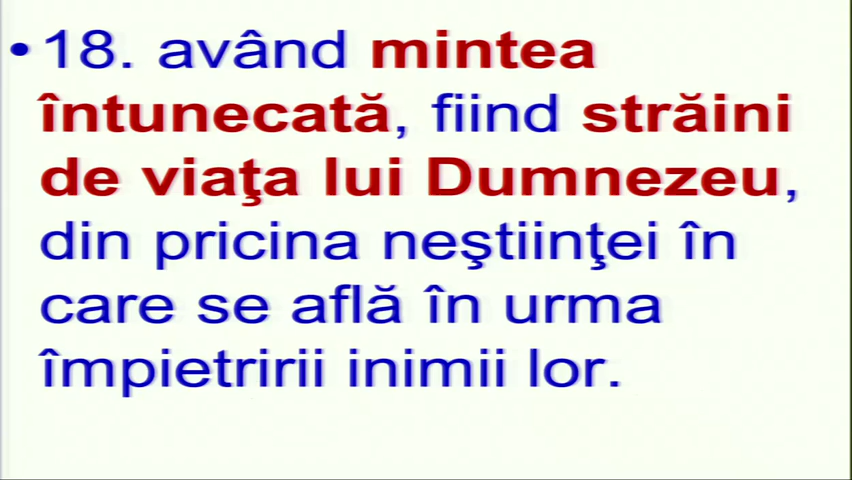 •18. având mintea
întunecată, fiind străini
de viaţa lui Dumnezeu,
din pricina neştiinţei în
care se află în urma
împietririi inimii lor.